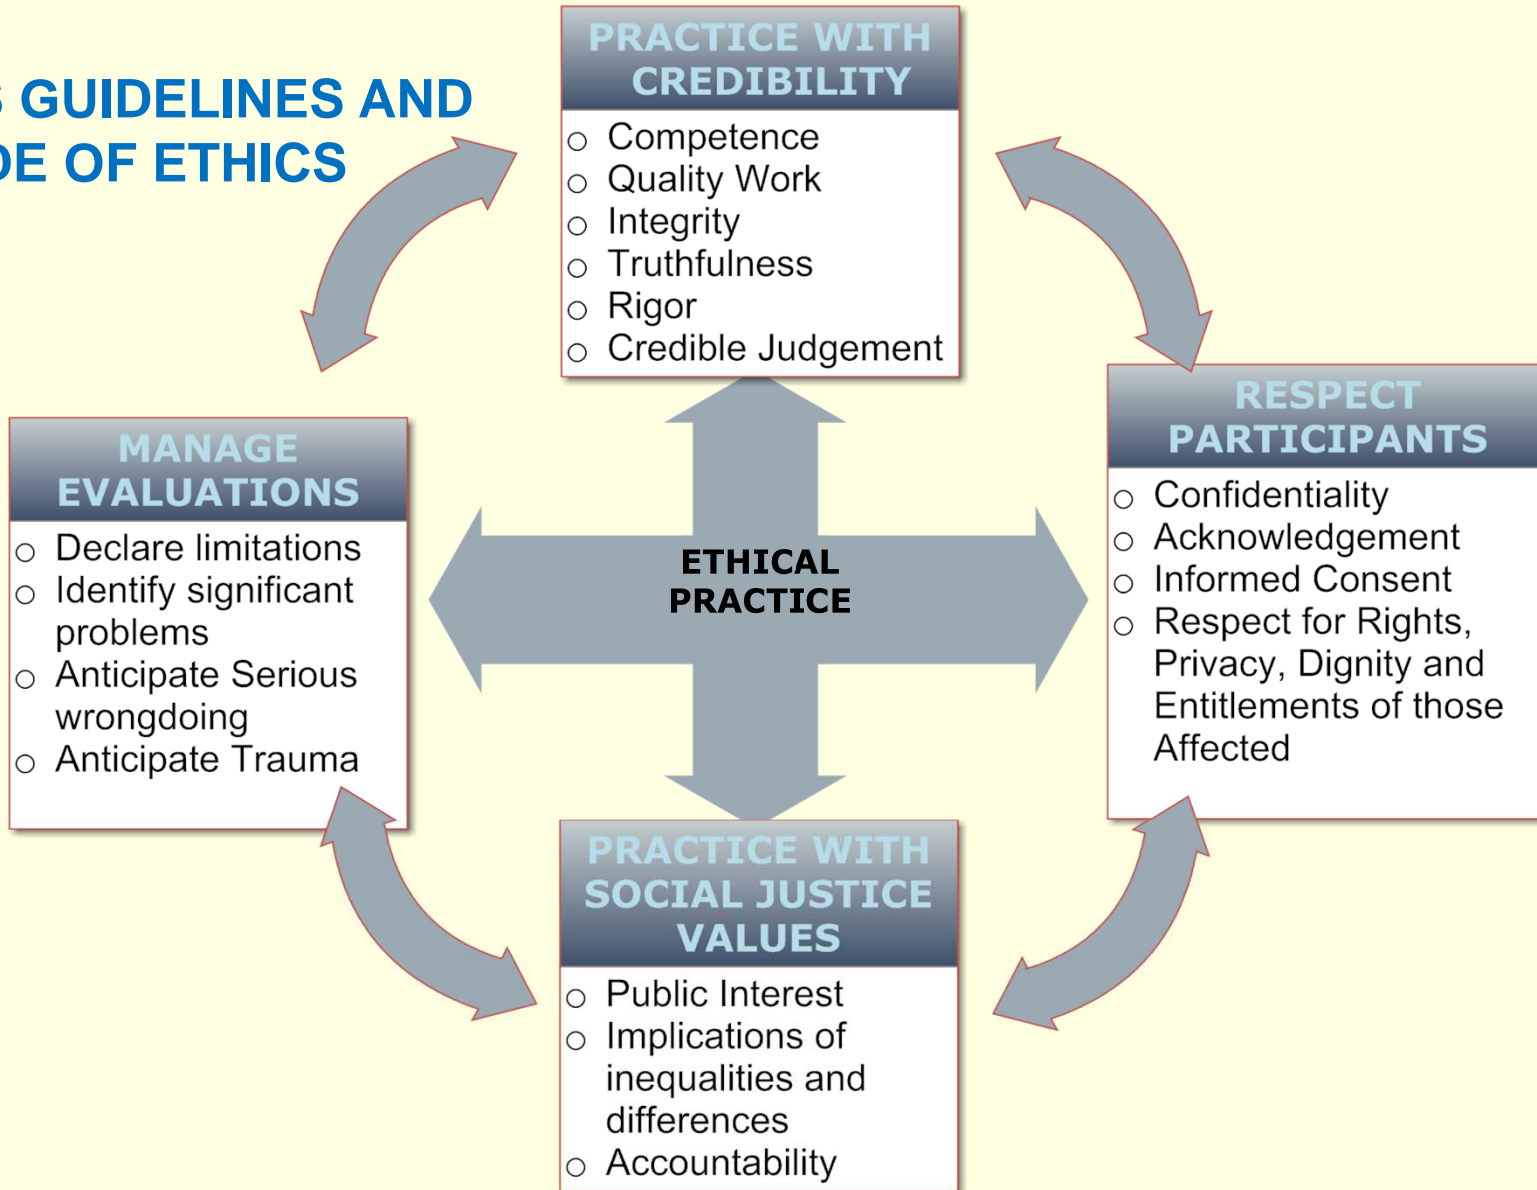 GUIDELINES AND
OF ETHICS
PRACTICE WITH
CREDIBILITY
○ Competence
○ Quality Work
○ Integrity
○ Truthfulness
○ Rigor
○ Credible Judgement
MANAGE
EVALUATIONS
○ Declare limitations
○ Identify significant
problems
○ Anticipate Serious
wrongdoing
○ Anticipate Trauma
ETHICAL
PRACTICE
RESPECT
PARTICIPANTS
○ Confidentiality
○ Acknowledgement
○ Informed Consent
○ Respect for Rights,
Privacy, Dignity and
Entitlements of those
Affected
PRACTICE WITH
SOCIAL JUSTICE
VALUES
○ Public Interest
○ Implications of
inequalities and
differences
○ Accountability